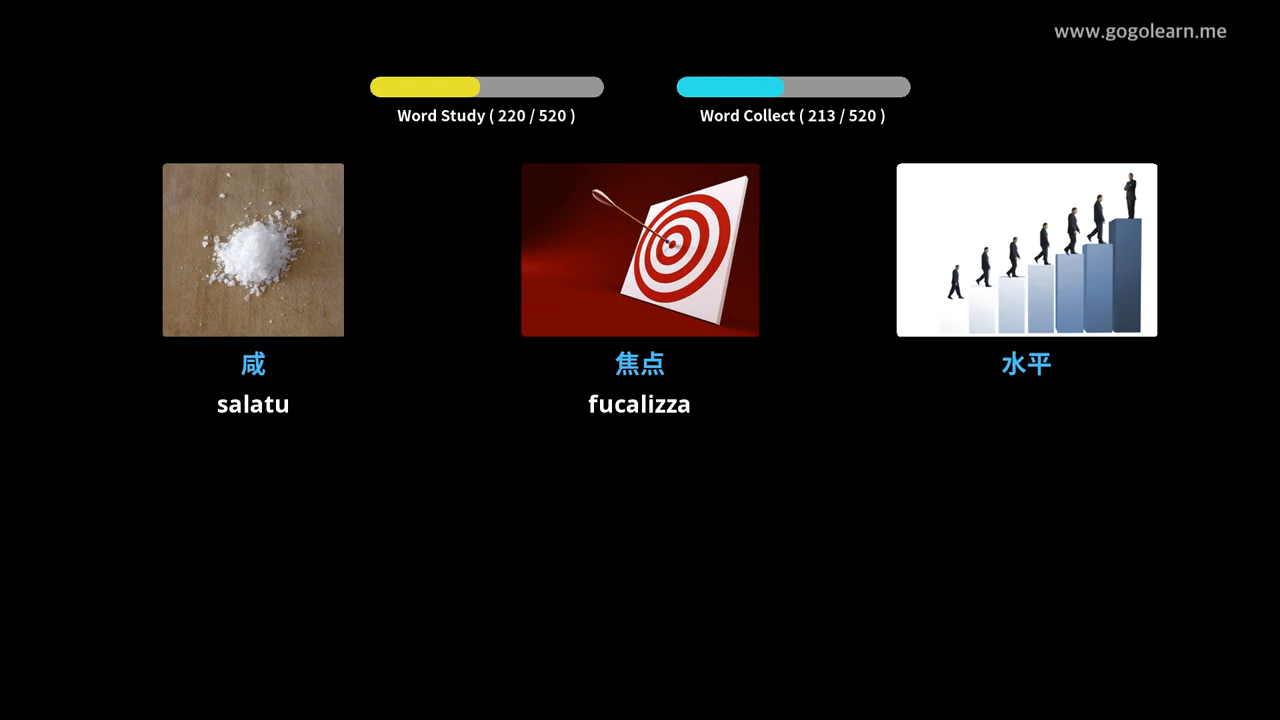 www.gogolearn.me
Word Study ( 220 / 520 )
Word Collect ( 213 / 520 )
咸
焦点
水平
salatu
fucalizza